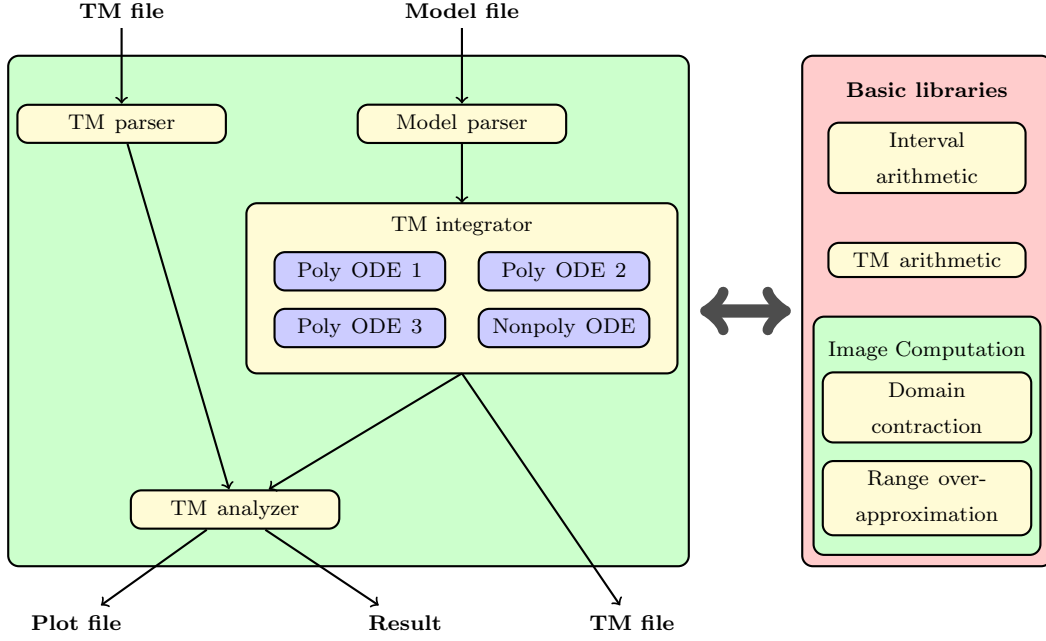 TM file
Model file
TM parser
Model parser
TM integrator
Poly ODE 1
Poly ODE 2
Poly ODE 3
Nonpoly ODE
TM analyzer
Plot file
Result
TM file
Basic libraries
Interval
arithmetic
TM arithmetic
Image Computation
Domain
contraction
Range over-
approximation